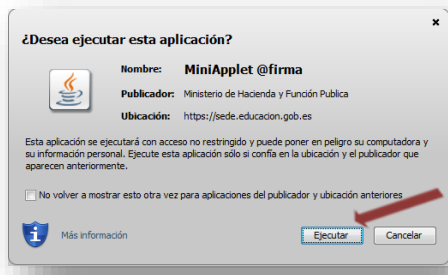 ¿Desea ejecutar esta aplicación?
Nombre: MiniApplet @firma
Publicador: Ministerio de Hacienda y Función Publica
Ubicación: https://sede.educacion.gob.es
Esta aplicación se ejecutará con acceso no restringido y puede poner en peligro su computadora y
su información personal. Ejecute esta aplicación sólo si confía en la ubicación y el publicador que
aparecen anteriormente.
No volver a mostrar esto otra vez para aplicaciones del publicador y ubicación anteriores
Más información
Ejecutar Cancelar